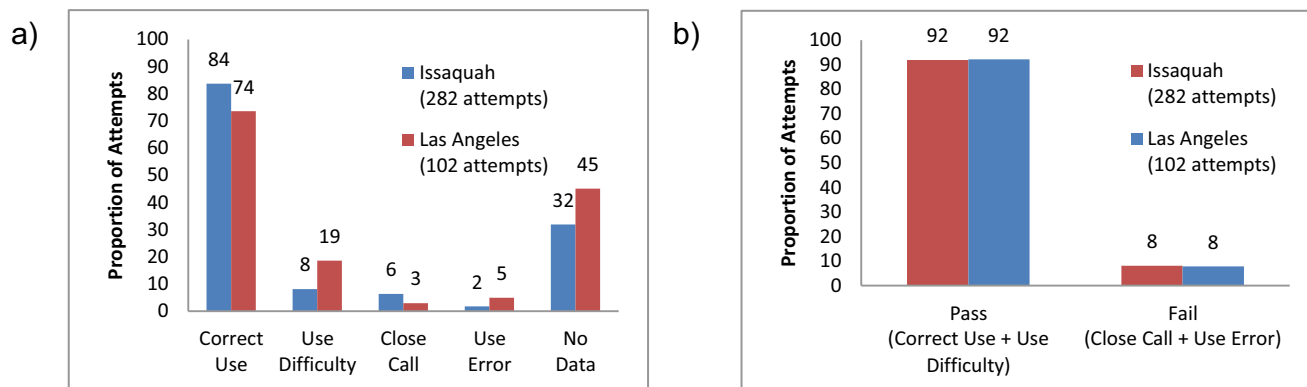 a)
Proportion of Attempts
100
90
80
70
60
50
40
30
20
10
0
84
74
8
19
6
3
2
5
32
45
Issaquah
(282 attempts)
Las Angeles
(102 attempts)
Correct
Use
Use
Difficulty
Close
Call
Use
Error
No
Data
b)
Proportion of Attempts
100
90
80
70
60
50
40
30
20
10
0
92
92
8
8
Issaquah
(282 attempts)
Las Angeles
(102 attempts)
Pass
(Correct Use + Use
Difficulty)
Fail
(Close Call + Use Error)